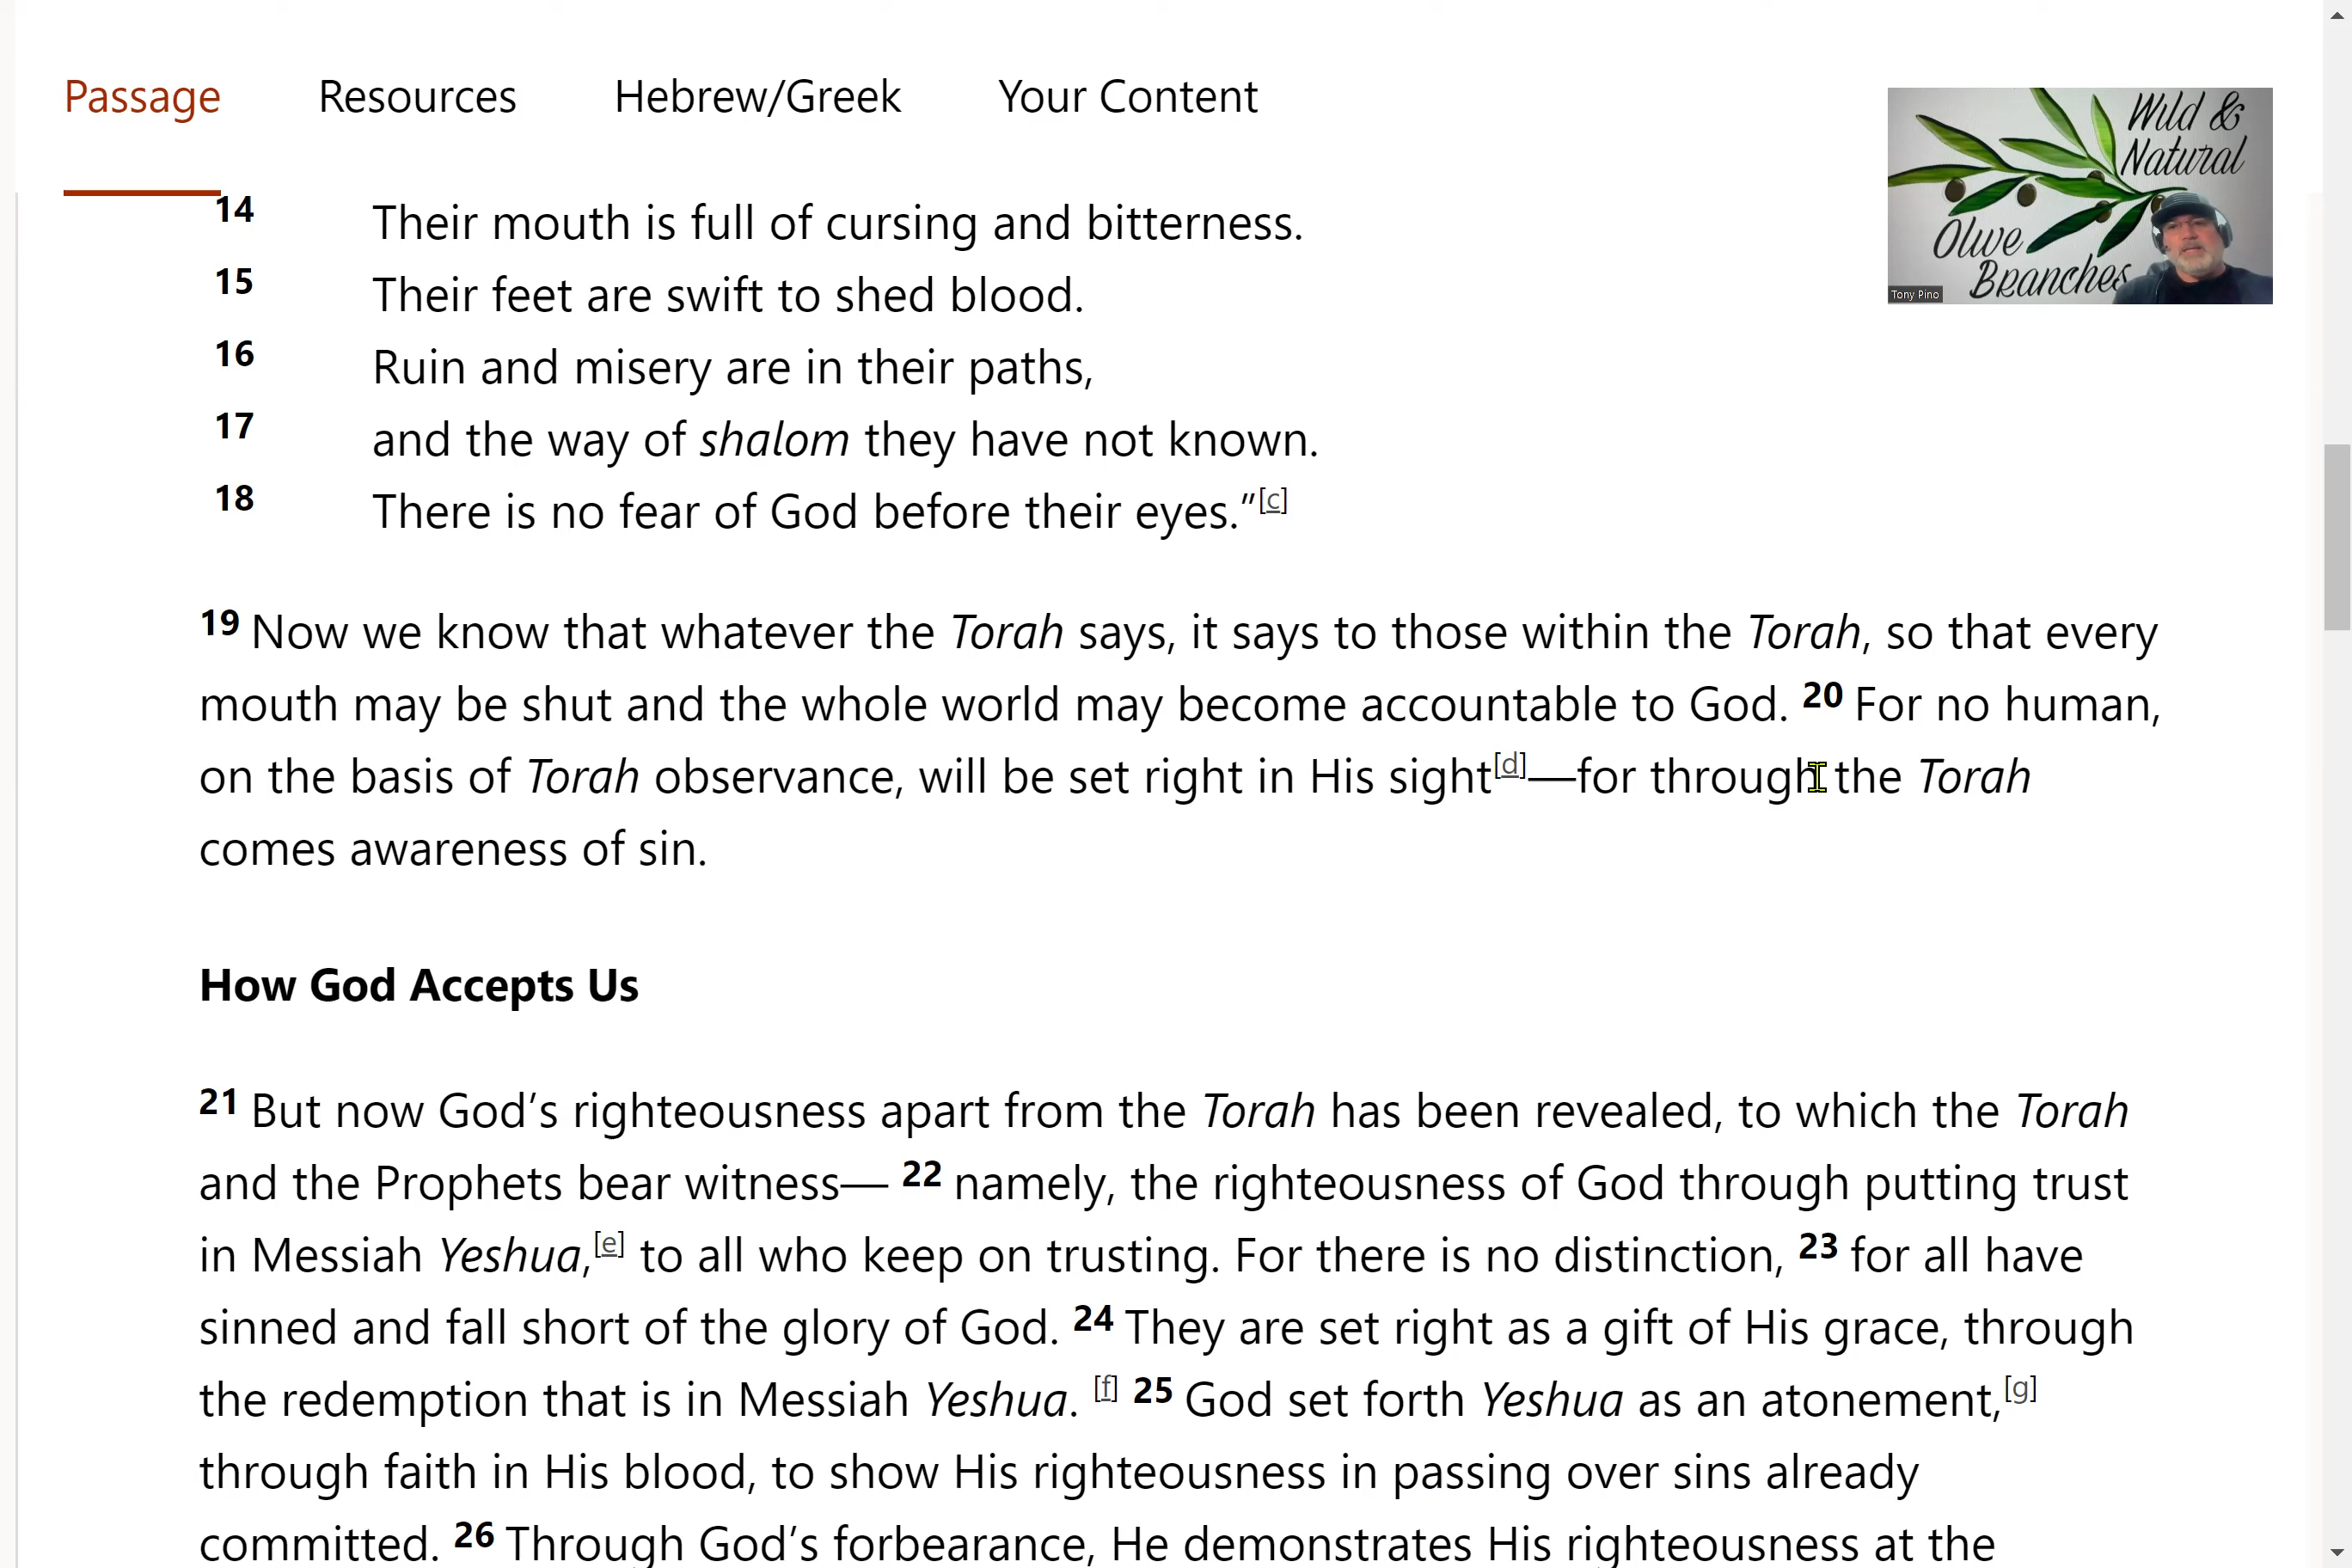 Passage Resources Hebrew/Greek Your Content
Wild &
Natural
Olive
Branches
Tony Pino
14 Their mouth is full of cursing and bitterness.
15 Their feet are swift to shed blood.
16 Ruin and misery are in their paths,
17 and the way of shalom they have not known.
18 There is no fear of God before their eyes.”[c]
19 Now we know that whatever the Torah says, it says to those within the Torah, so that every
mouth may be shut and the whole world may become accountable to God. 20 For no human,
on the basis of Torah observance, will be set right in His sight[d]—for through the Torah
comes awareness of sin.
How God Accepts Us
21 But now God’s righteousness apart from the Torah has been revealed, to which the Torah
and the Prophets bear witness— 22 namely, the righteousness of God through putting trust
in Messiah Yeshua,[e] to all who keep on trusting. For there is no distinction, 23 for all have
sinned and fall short of the glory of God. 24 They are set right as a gift of His grace, through
the redemption that is in Messiah Yeshua. [f] 25 God set forth Yeshua as an atonement,[g]
through faith in His blood, to show His righteousness in passing over sins already
committed. 26 Through God’s forbearance, He demonstrates His righteousness at the